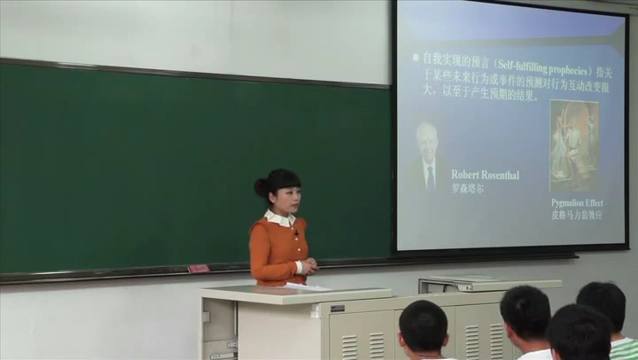 自我实现的预言（Self-fulfilling prophecies）指关
于某些未来行为或事件的预测对行为互动改变很
大，以至于产生预期的结果。
Robert Rosenthal
罗森塔尔
Pygmalion Effect
皮格马力翁效应